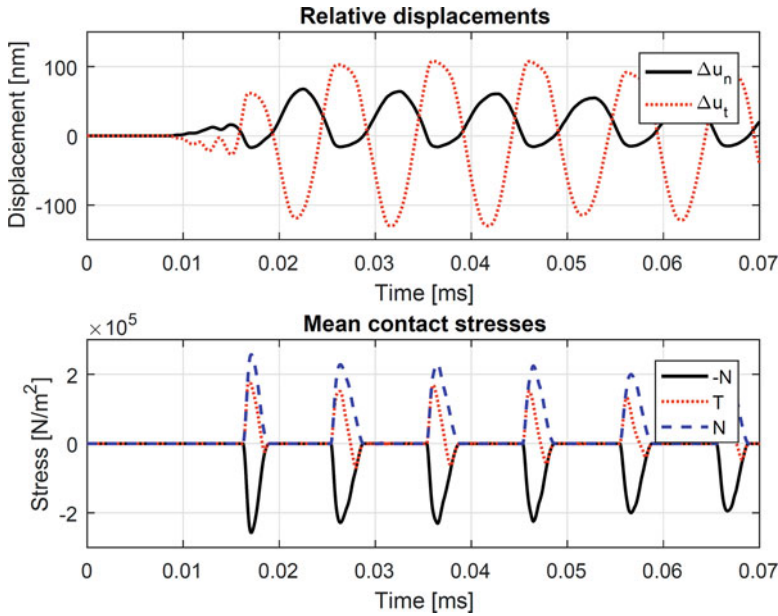 Relative displacements
Displacement [nm]
100
0
-100
Δu_n
Δu_t
0 0.01 0.02 0.03 0.04 0.05 0.06 0.07
Time [ms]
× 10^5
Mean contact stresses
Stress [N/m²]
2
0
-2
-N
T
N
0 0.01 0.02 0.03 0.04 0.05 0.06 0.07
Time [ms]